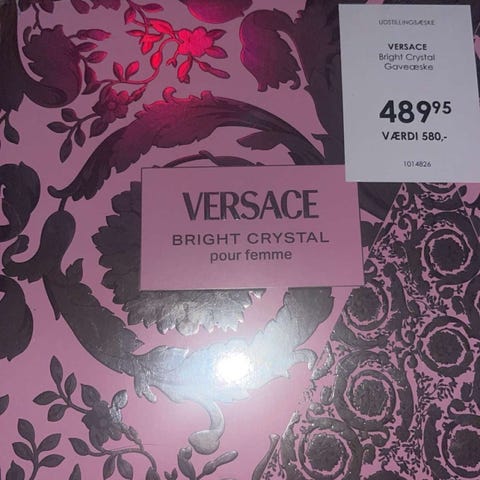 UDSTILLINGSÆSKE
VERSACE
Bright Crystal
Gaveæske
489⁹⁵
VÆRDI 580,-
1014826
VERSACE
BRIGHT CRYSTAL
pour femme